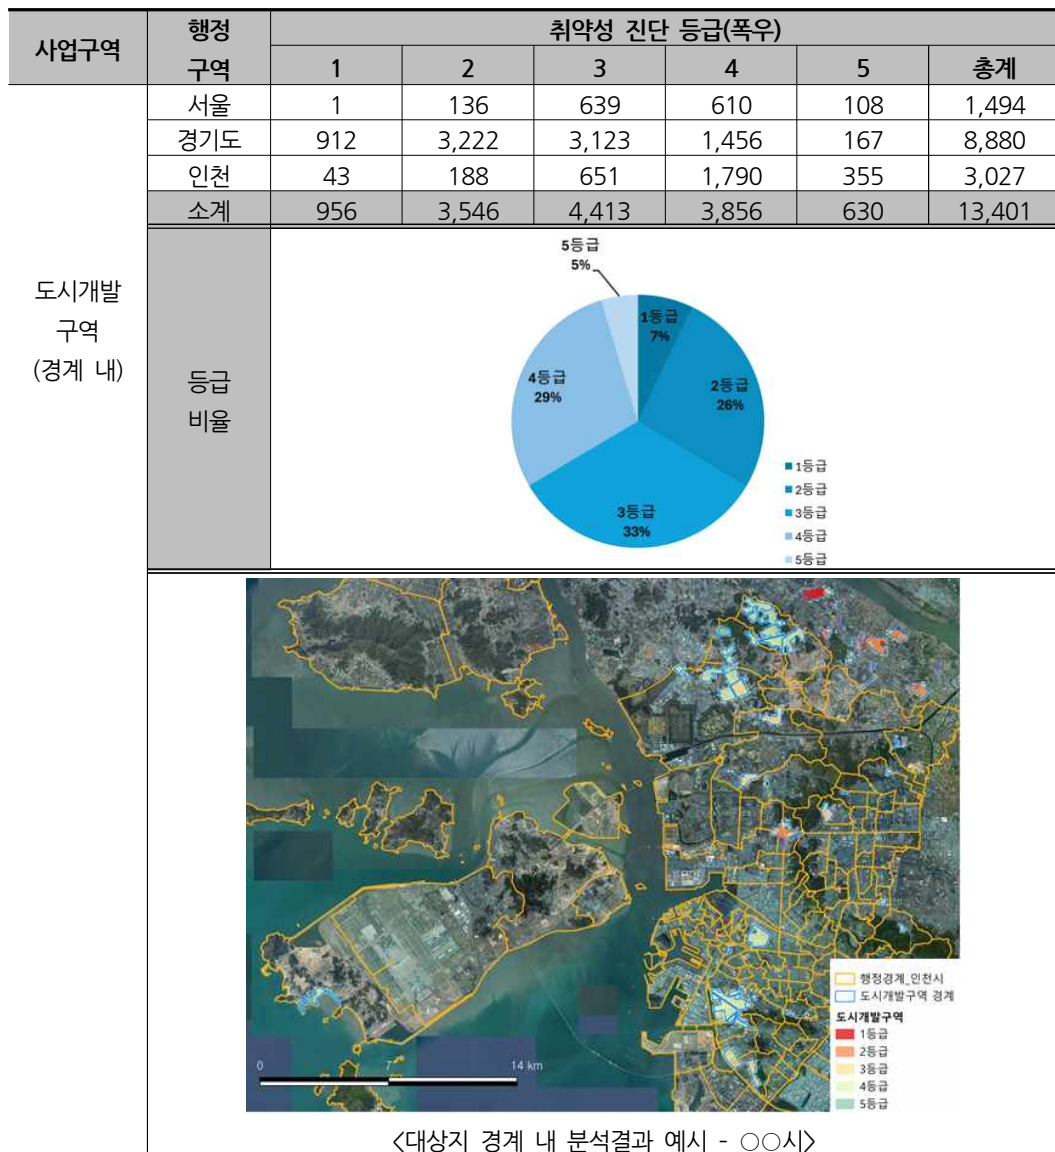 사업구역 행정 구역 취약성 진단 등급(폭우)
1 2 3 4 5 총계
서울 1 136 639 610 108 1,494
경기도 912 3,222 3,123 1,456 167 8,880
인천 43 188 651 1,790 355 3,027
소계 956 3,546 4,413 3,856 630 13,401
도시개발
구역
(경계 내)
등급
비율
5등급
5%
1등급
7%
4등급
29%
2등급
26%
3등급
33%
1등급
2등급
3등급
4등급
5등급
행정경계_인천시
도시개발구역 경계
도시개발구역
1등급
2등급
3등급
4등급
5등급
0 7 14 km
<대상지 경계 내 분석결과 예시 - ○○시>